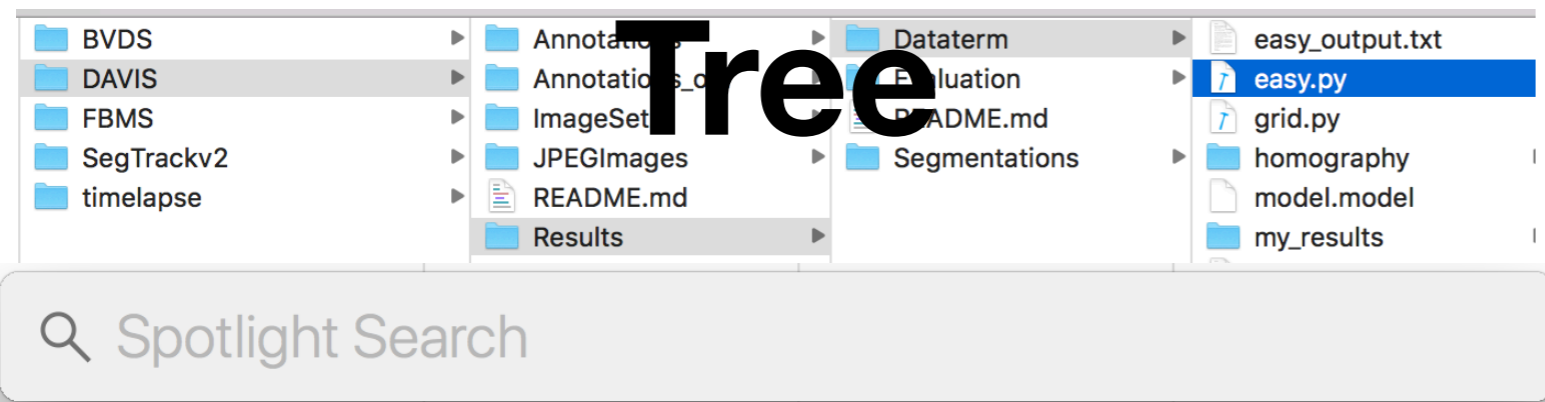 Tree
BVDS
DAVIS
FBMS
SegTrackv2
timelapse
Annotations
JPEGImages
README.md
Results
Dataterm
Evaluation
README.md
Segmentations
easy_output.txt
easy.py
grid.py
homography
model.model
my_results
Spotlight Search